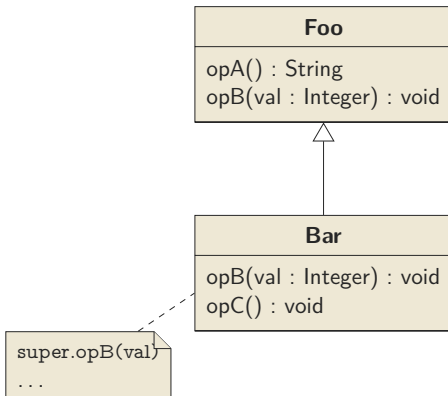 Foo
opA() : String
opB(val : Integer) : void
Bar
opB(val : Integer) : void
opC() : void
super.opB(val)
...